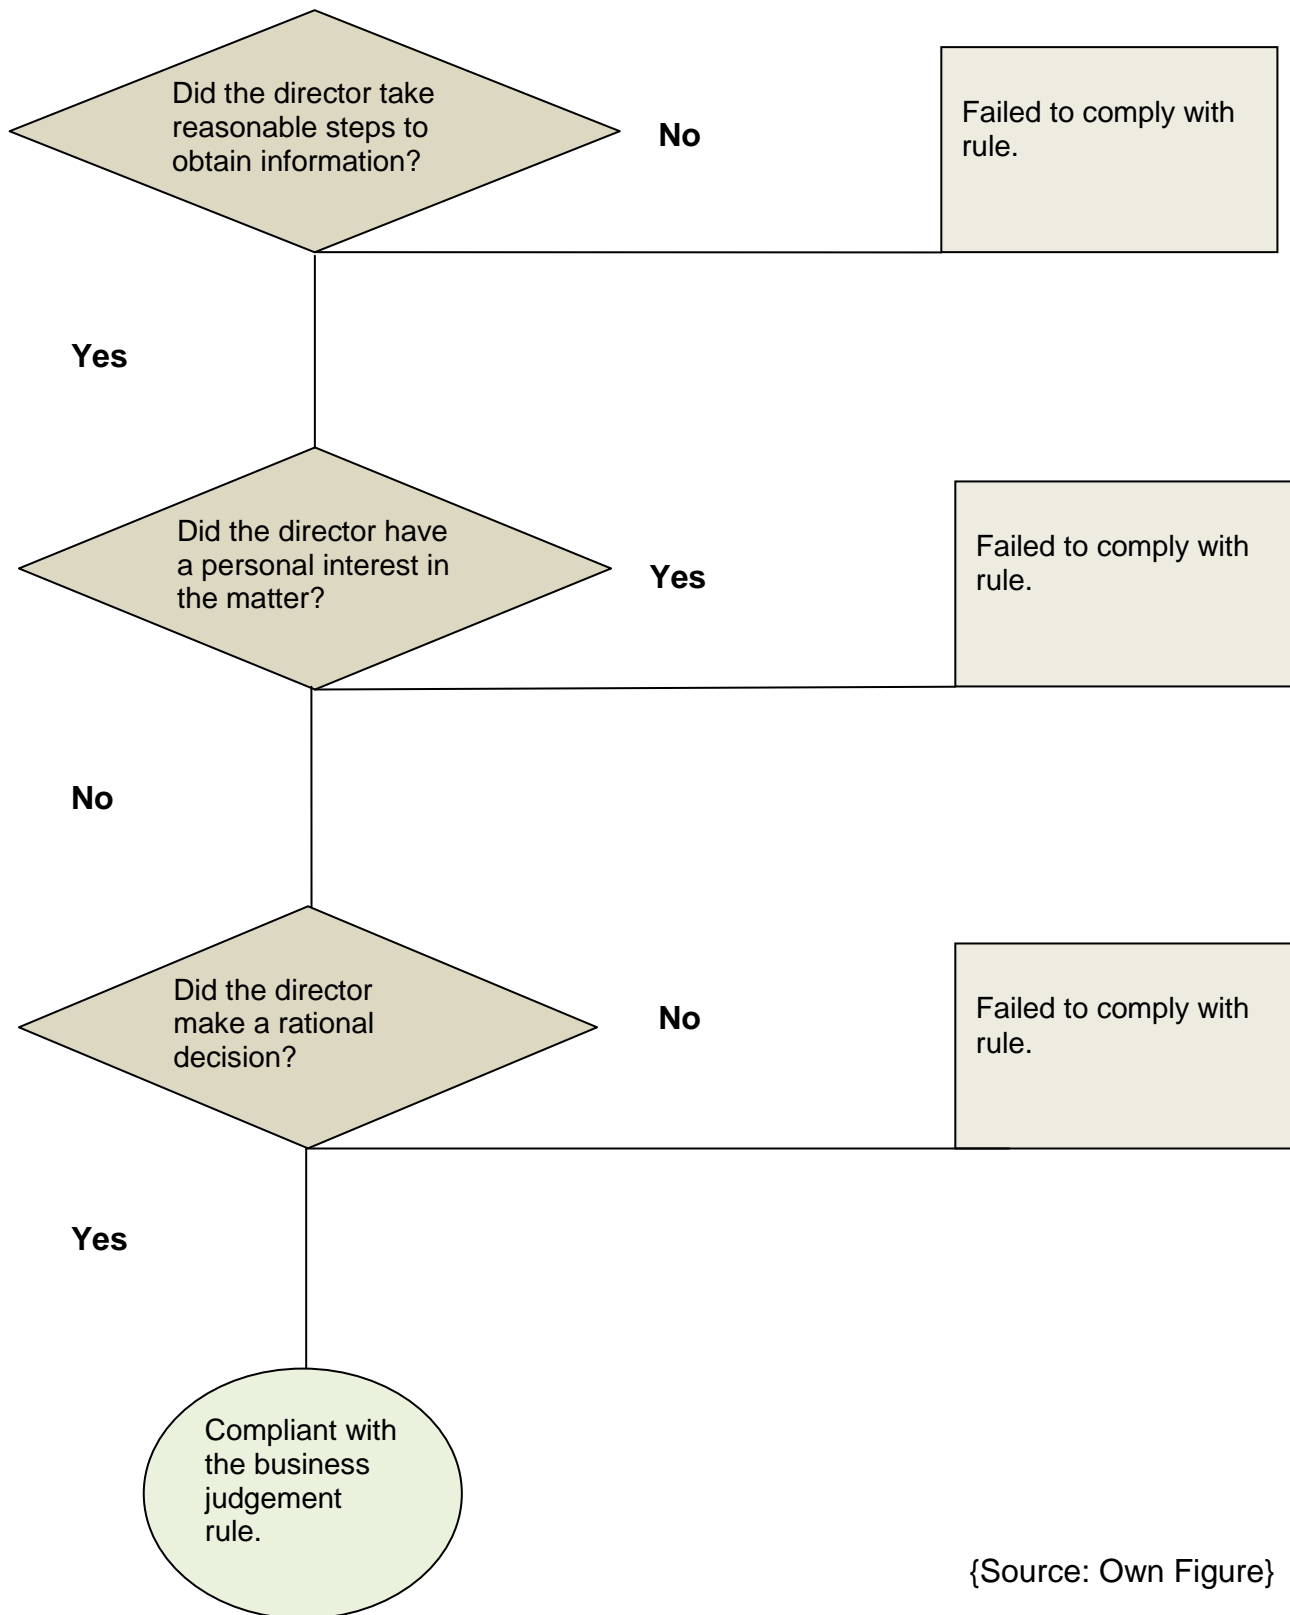 Did the director take
reasonable steps to
obtain information?
No
Failed to comply with
rule.
Yes
Did the director have
a personal interest in
the matter?
Yes
Failed to comply with
rule.
No
Did the director
make a rational
decision?
No
Failed to comply with
rule.
Yes
Compliant with
the business
judgement
rule.
{Source: Own Figure}